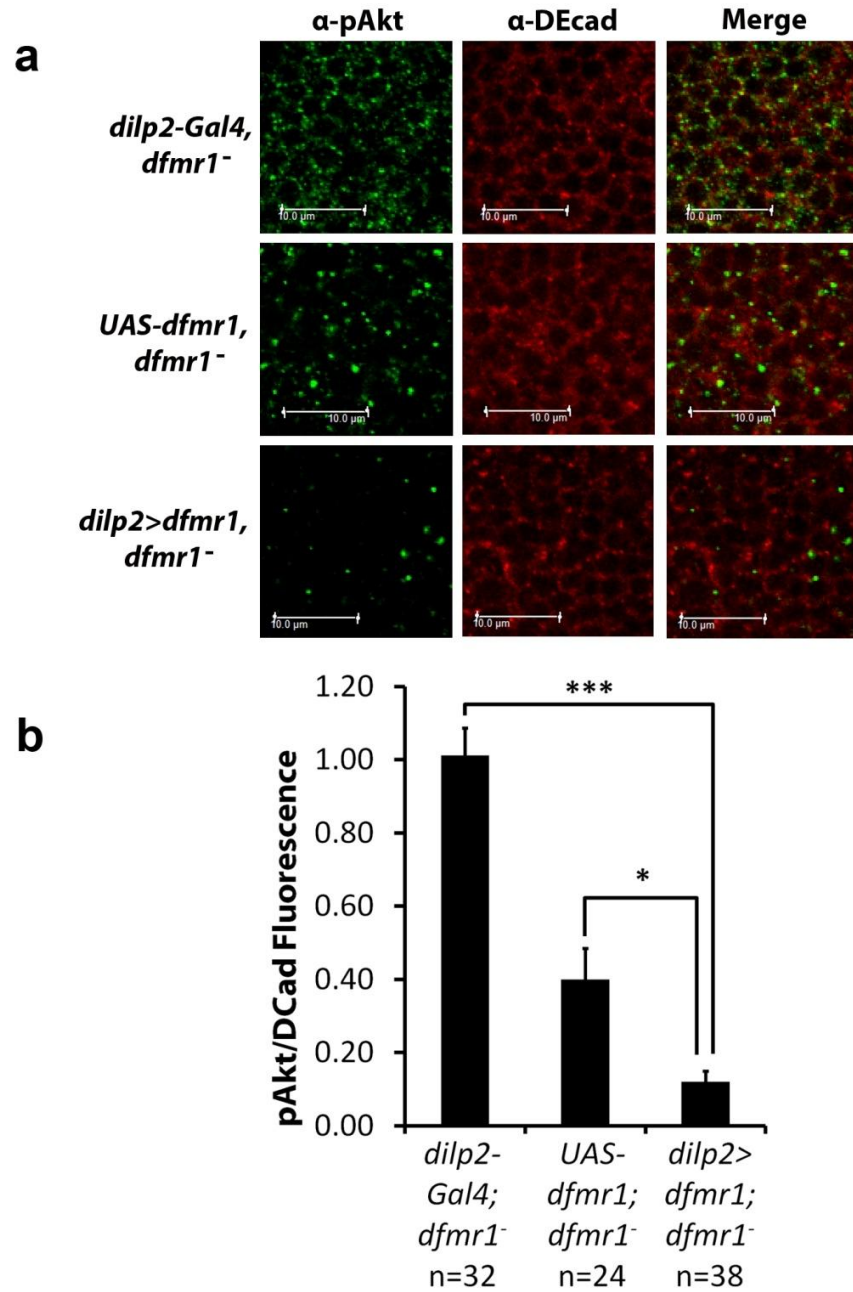 a
α-pAkt α-DEcad Merge
dilp2-Gal4,
dfmr1⁻
10.0 µm 10.0 µm 10.0 µm
UAS-dfmr1,
dfmr1⁻
10.0 µm 10.0 µm 10.0 µm
dilp2>dfmr1,
dfmr1⁻
10.0 µm 10.0 µm 10.0 µm
b
pAkt/DCad Fluorescence
1.20
1.00
0.80
0.60
0.40
0.20
0.00
***
*
dilp2-
Gal4;
dfmr1⁻
n=32
UAS-
dfmr1;
dfmr1⁻
n=24
dilp2>
dfmr1;
dfmr1⁻
n=38